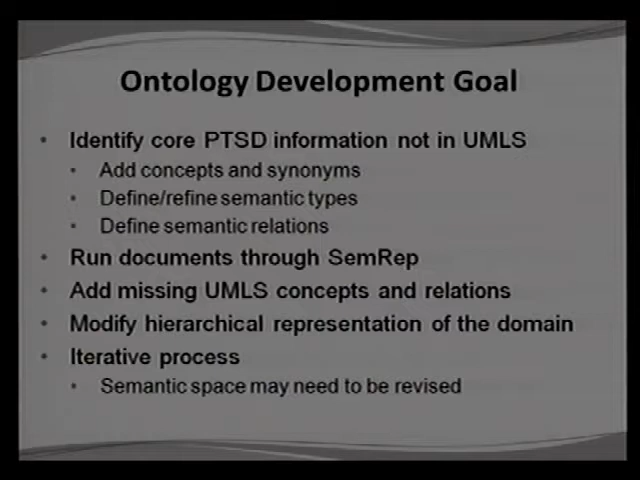 Ontology Development Goal
• Identify core PTSD information not in UMLS
• Add concepts and synonyms
• Define/refine semantic types
• Define semantic relations
• Run documents through SemRep
• Add missing UMLS concepts and relations
• Modify hierarchical representation of the domain
• Iterative process
• Semantic space may need to be revised